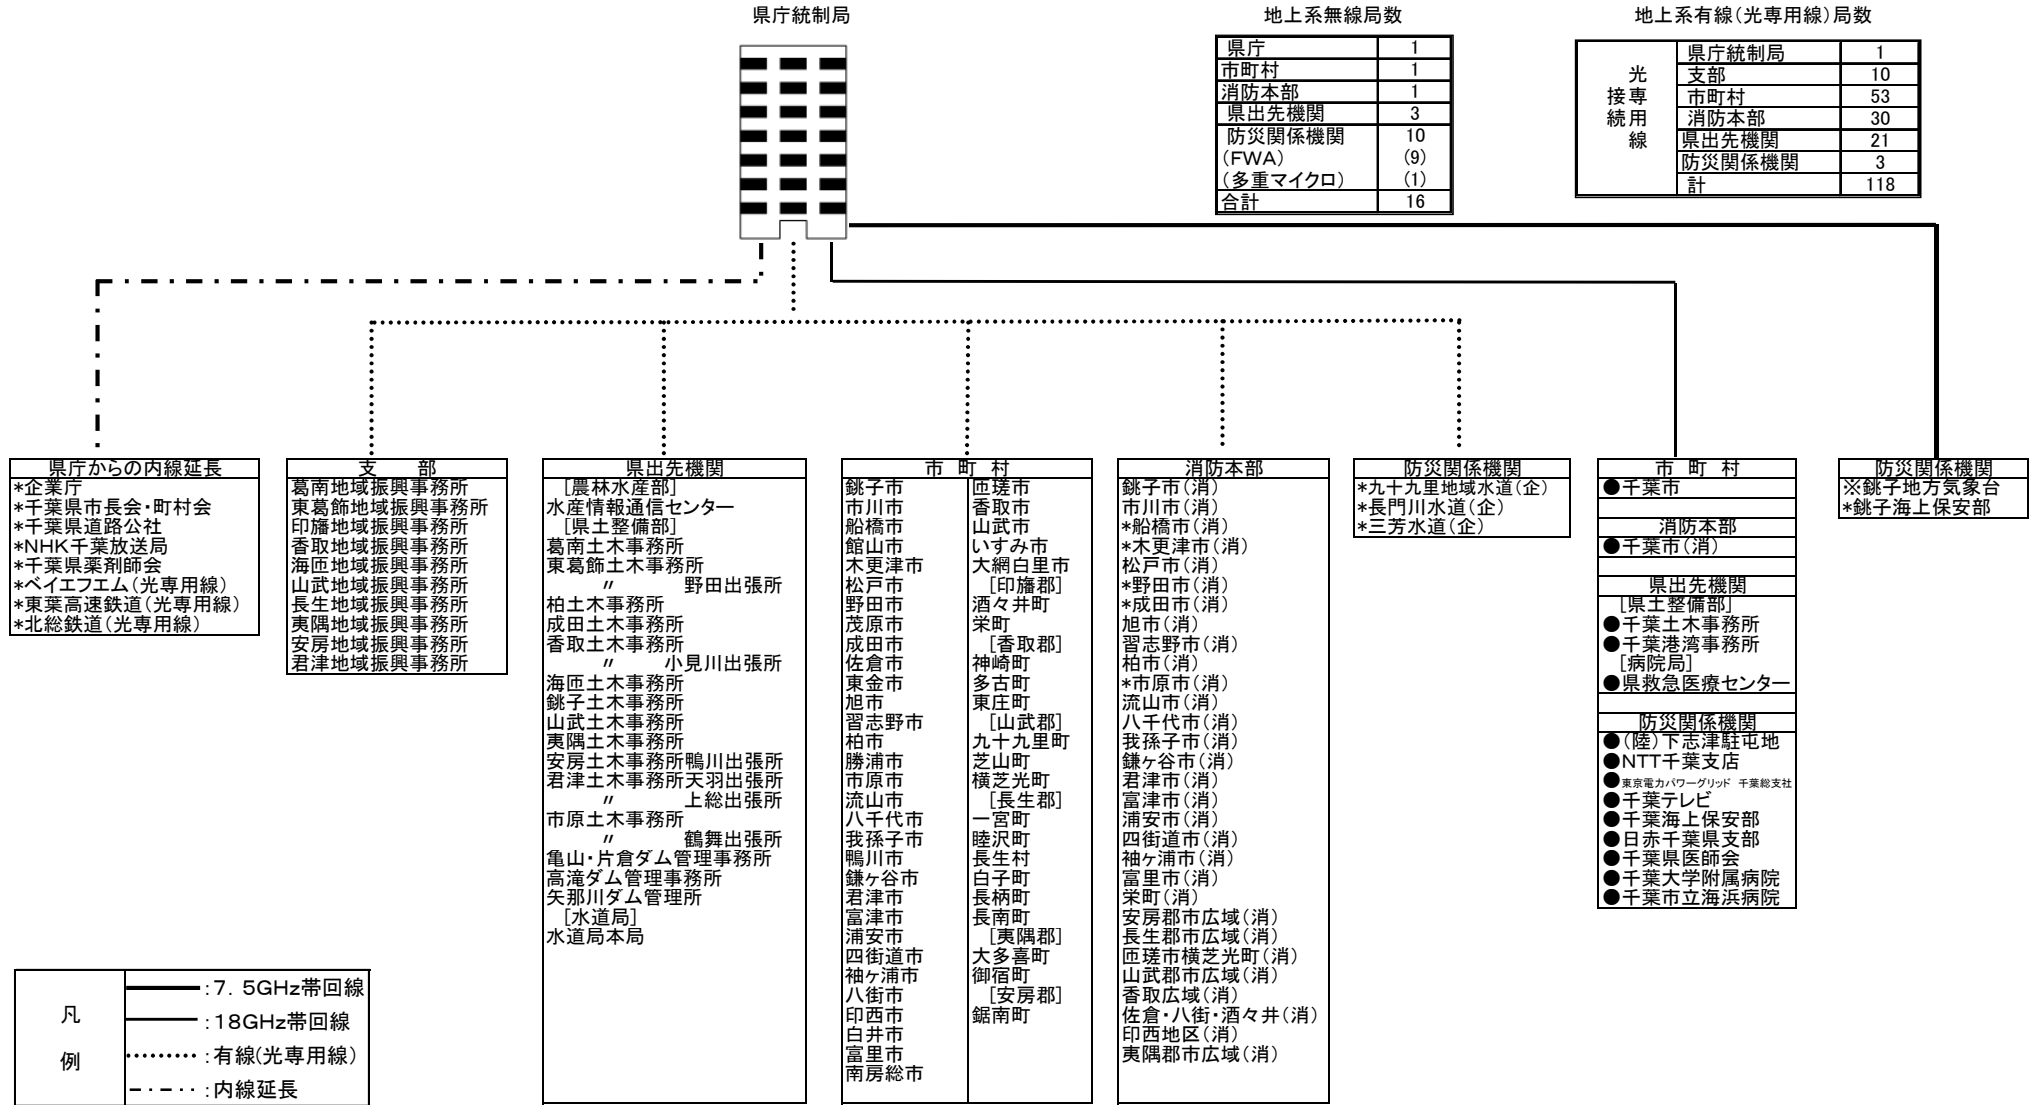 県庁統制局
地上系無線局数
県庁 1
市町村 1
消防本部 1
県出先機関 3
防災関係機関 10
(FWA) (9)
(多重マイクロ) (1)
合計 16
地上系有線(光専用線)局数
光専用線接続
県庁統制局 1
支部 10
市町村 53
消防本部 30
県出先機関 21
防災関係機関 3
計 118
県庁からの内線延長
*企業庁
*千葉県市長会・町村会
*千葉県道路公社
*NHK千葉放送局
*千葉県薬剤師会
*ベイエフエム(光専用線)
*東葉高速鉄道(光専用線)
*北総鉄道(光専用線)
支 部
葛南地域振興事務所
東葛飾地域振興事務所
印旛地域振興事務所
香取地域振興事務所
海匝地域振興事務所
山武地域振興事務所
長生地域振興事務所
夷隅地域振興事務所
安房地域振興事務所
君津地域振興事務所
県出先機関
[農林水産部]
水産情報通信センター
[県土整備部]
葛南土木事務所
東葛飾土木事務所
〃 野田出張所
柏土木事務所
成田土木事務所
香取土木事務所
〃 小見川出張所
海匝土木事務所
銚子土木事務所
山武土木事務所
夷隅土木事務所
安房土木事務所鴨川出張所
君津土木事務所天羽出張所
〃 上総出張所
市原土木事務所
〃 鶴舞出張所
亀山・片倉ダム管理事務所
高滝ダム管理事務所
矢那川ダム管理所
[水道局]
水道局本局
市 町 村
銚子市
市川市
船橋市
館山市
木更津市
松戸市
野田市
茂原市
成田市
佐倉市
東金市
旭市
習志野市
柏市
勝浦市
市原市
流山市
八千代市
我孫子市
鴨川市
鎌ヶ谷市
君津市
富津市
浦安市
四街道市
袖ヶ浦市
八街市
印西市
白井市
富里市
南房総市
匝瑳市
香取市
山武市
いすみ市
大網白里市
[印旛郡]
酒々井町
栄町
[香取郡]
神崎町
多古町
東庄町
[山武郡]
九十九里町
芝山町
横芝光町
[長生郡]
一宮町
睦沢町
長生村
白子町
長柄町
長南町
[夷隅郡]
大多喜町
御宿町
[安房郡]
鋸南町
消防本部
銚子市(消)
市川市(消)
*船橋市(消)
*木更津市(消)
松戸市(消)
*野田市(消)
*成田市(消)
旭市(消)
習志野市(消)
柏市(消)
*市原市(消)
流山市(消)
八千代市(消)
我孫子市(消)
鎌ヶ谷市(消)
君津市(消)
富津市(消)
浦安市(消)
四街道市(消)
袖ヶ浦市(消)
富里市(消)
栄町(消)
安房郡市広域(消)
長生郡市広域(消)
匝瑳市横芝光町(消)
山武郡市広域(消)
香取広域(消)
佐倉・八街・酒々井(消)
印西地区(消)
夷隅郡市広域(消)
防災関係機関
*九十九里地域水道(企)
*長門川水道(企)
*三芳水道(企)
市 町 村
●千葉市
消防本部
●千葉市(消)
県出先機関
[県土整備部]
●千葉土木事務所
●千葉港湾事務所
[病院局]
●県救急医療センター
防災関係機関
●(陸)下志津駐屯地
●NTT千葉支店
●東京電力パワーグリッド 千葉総支社
●千葉テレビ
●千葉海上保安部
●日赤千葉県支部
●千葉県医師会
●千葉大学附属病院
●千葉市立海浜病院
防災関係機関
※銚子地方気象台
*銚子海上保安部
凡例
:7.5GHz帯回線
:18GHz帯回線
:有線(光専用線)
:内線延長